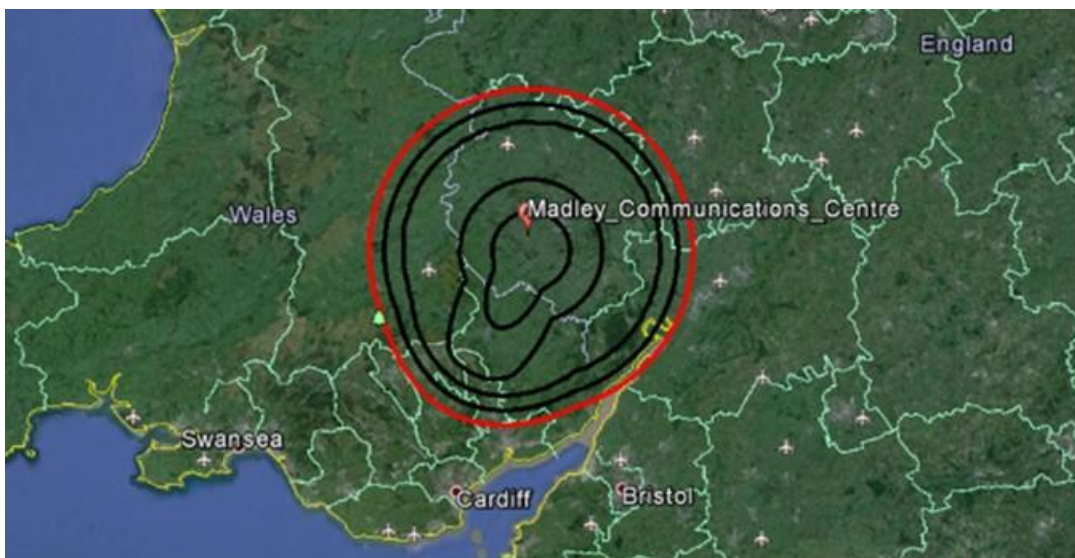 England
Madley_Communications_Centre
Wales
Swansea
Cardiff
Bristol